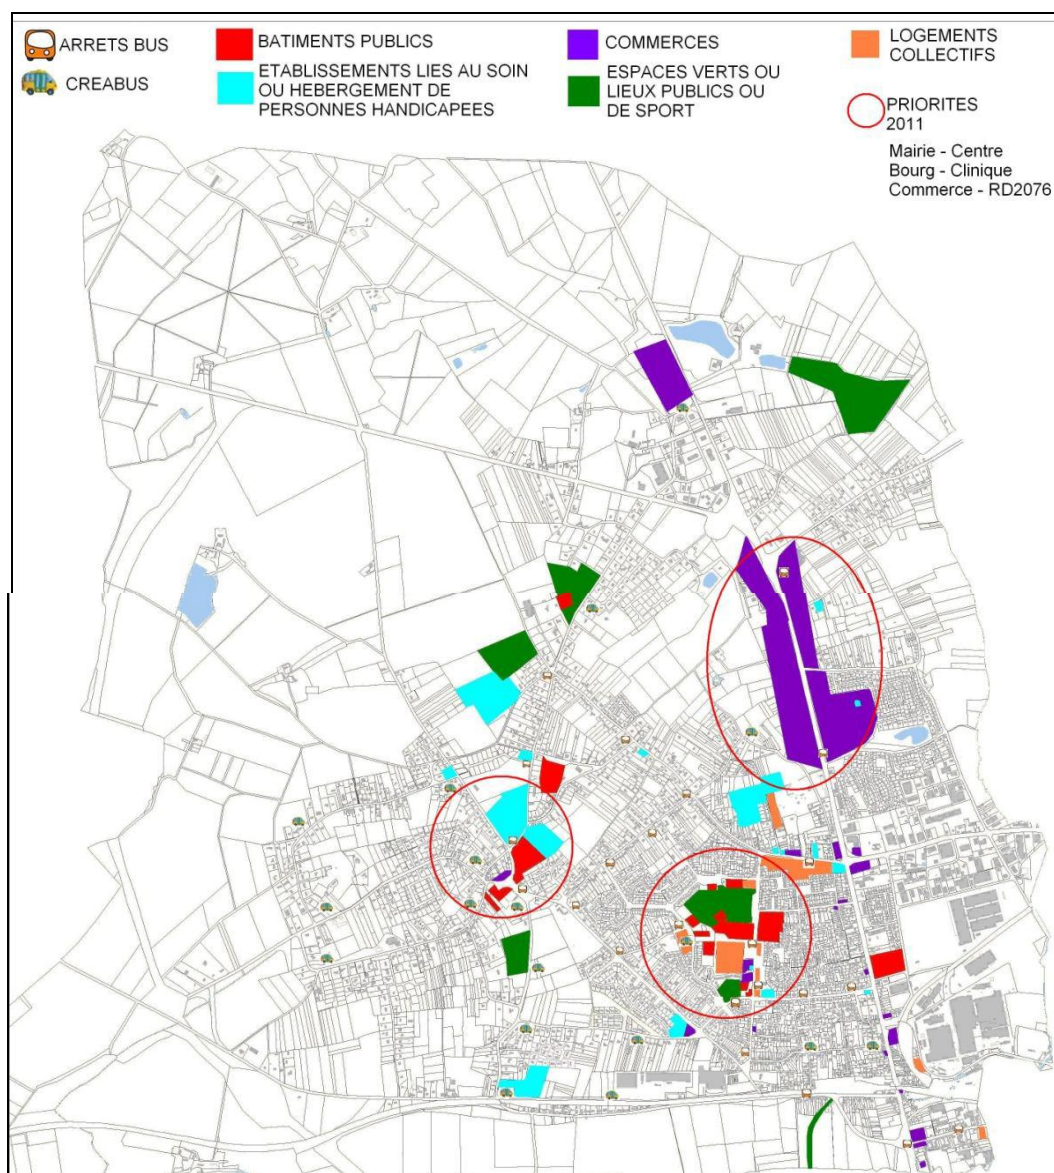 ARRETS BUS
CREABUS
BATIMENTS PUBLICS
ETABLISSEMENTS LIES AU SOIN
OU HEBERGEMENT DE
PERSONNES HANDICAPEES
COMMERCES
ESPACES VERTS OU
LIEUX PUBLICS OU
DE SPORT
LOGEMENTS
COLLECTIFS
PRIORITES
2011
Mairie - Centre
Bourg - Clinique
Commerce - RD2076